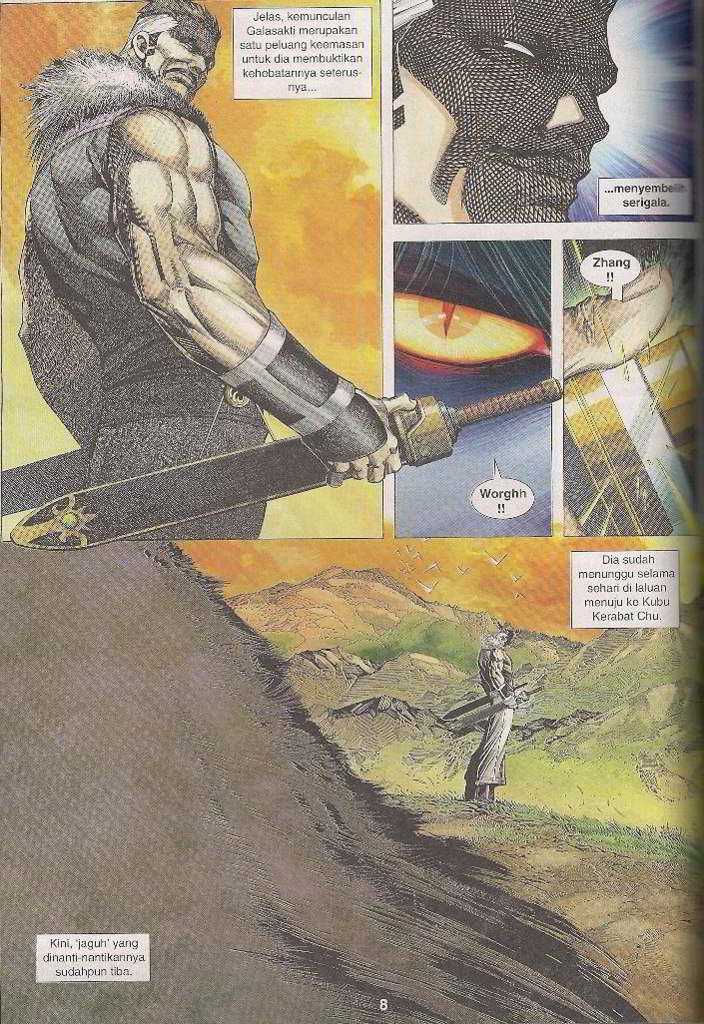 Jelas, kemunculan
Galasakti merupakan
satu peluang keemasan
untuk dia membuktikan
kehobatannya seterus-
nya...
...menyembelih
serigala.
Zhang
!!
Worghh
!!
Dia sudah
menunggu selama
sehari di laluan
menuju ke Kubu
Kerabat Chu.
Kini, 'jaguh' yang
dinanti-nantikannya
sudahpun tiba.
8